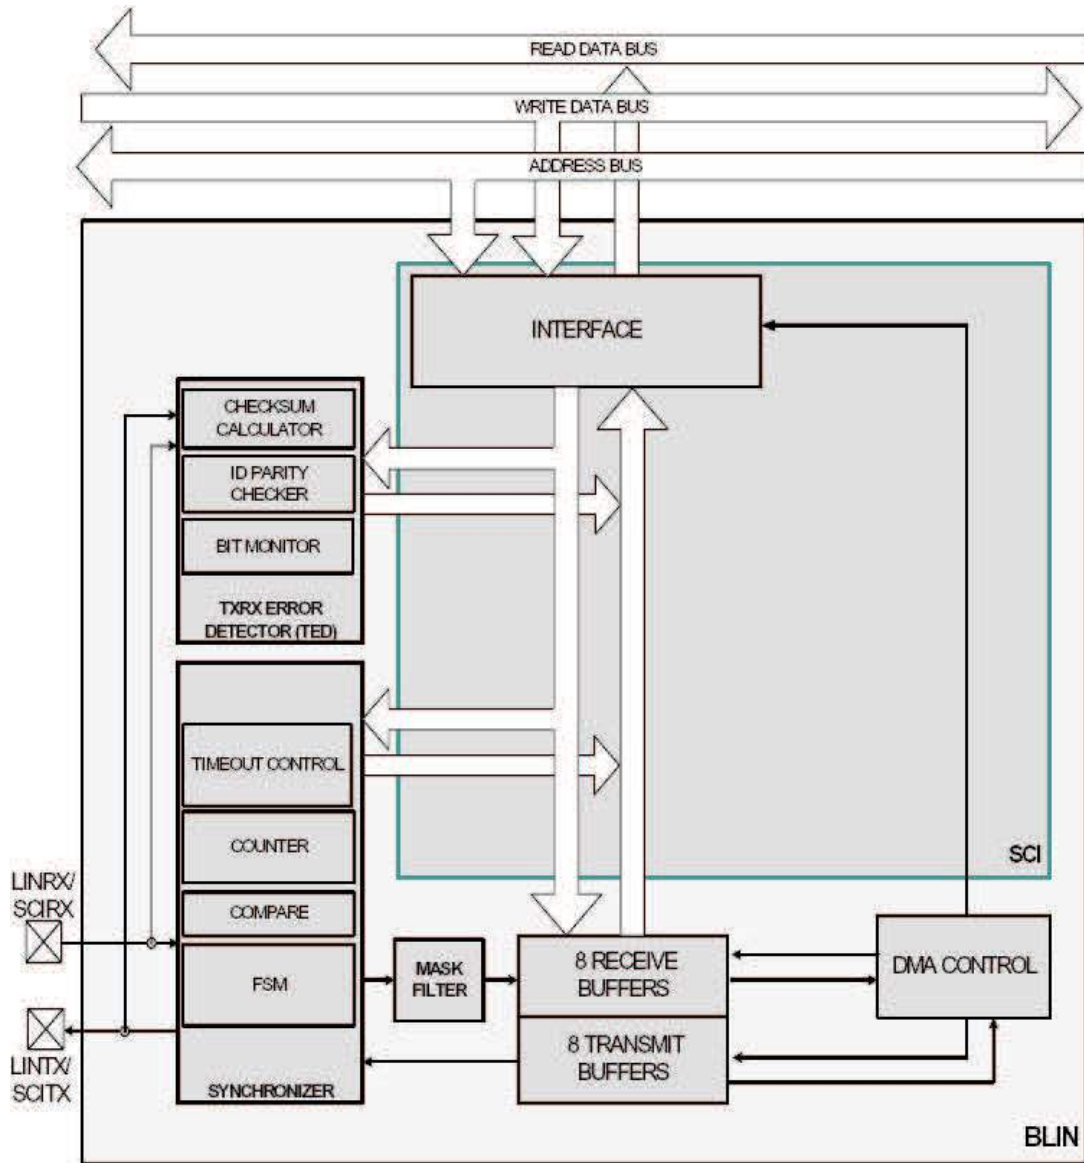 READ DATA BUS
WRITE DATA BUS
ADDRESS BUS
INTERFACE
CHECKSUM
CALCULATOR
ID PARITY
CHECKER
BIT MONITOR
TXRX ERROR
DETECTOR (TED)
TIMEOUT CONTROL
COUNTER
COMPARE
FSM
SYNCHRONIZER
SCI
LINRX/
SCIRX
LINTX/
SCITX
MASK
FILTER
8 RECEIVE
BUFFERS
8 TRANSMIT
BUFFERS
DMA CONTROL
BLIN